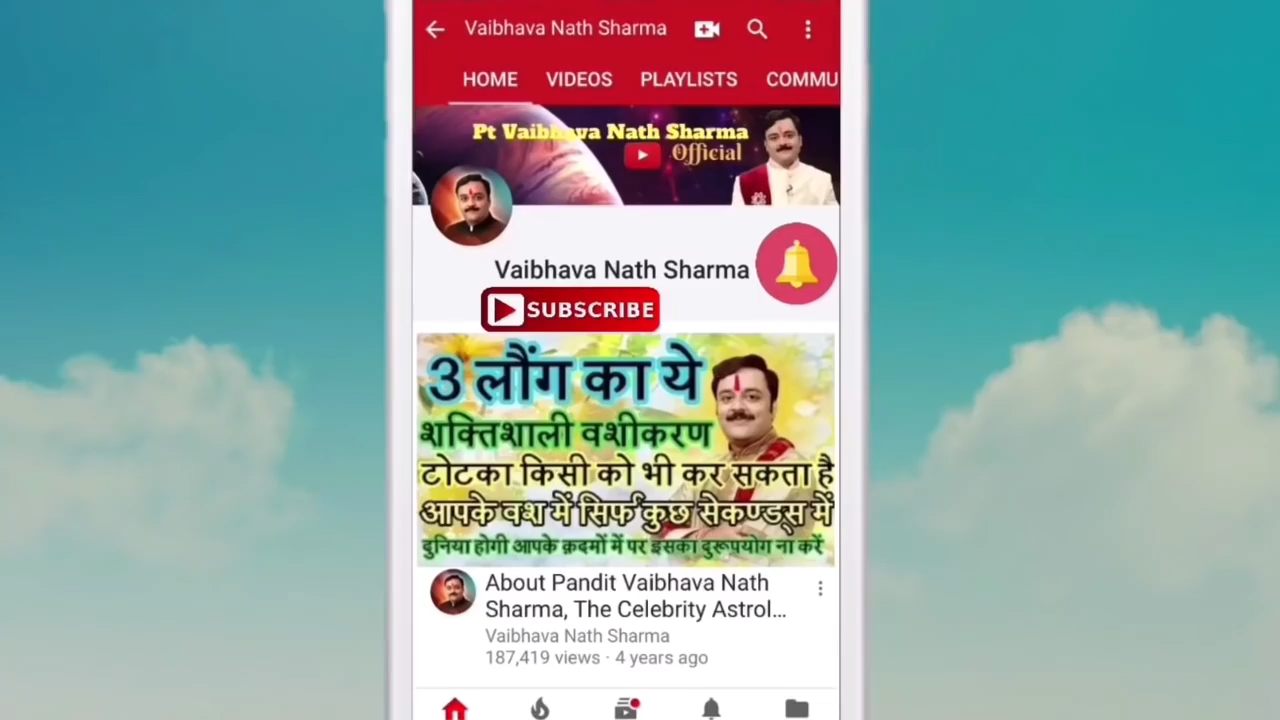 Vaibhava Nath Sharma
HOME VIDEOS PLAYLISTS COMMU
Pt Vaibhava Nath Sharma
Official
Vaibhava Nath Sharma
SUBSCRIBE
3 लौंग का ये
शक्तिशाली वशीकरण
टोटका किसी को भी कर सकता है
आपके वश में सिर्फ कुछ सेकण्ड्स में
दुनिया होगी आपके क़दमों में पर इसका दुरूपयोग ना करें
About Pandit Vaibhava Nath
Sharma, The Celebrity Astrol...
Vaibhava Nath Sharma
187,419 views · 4 years ago